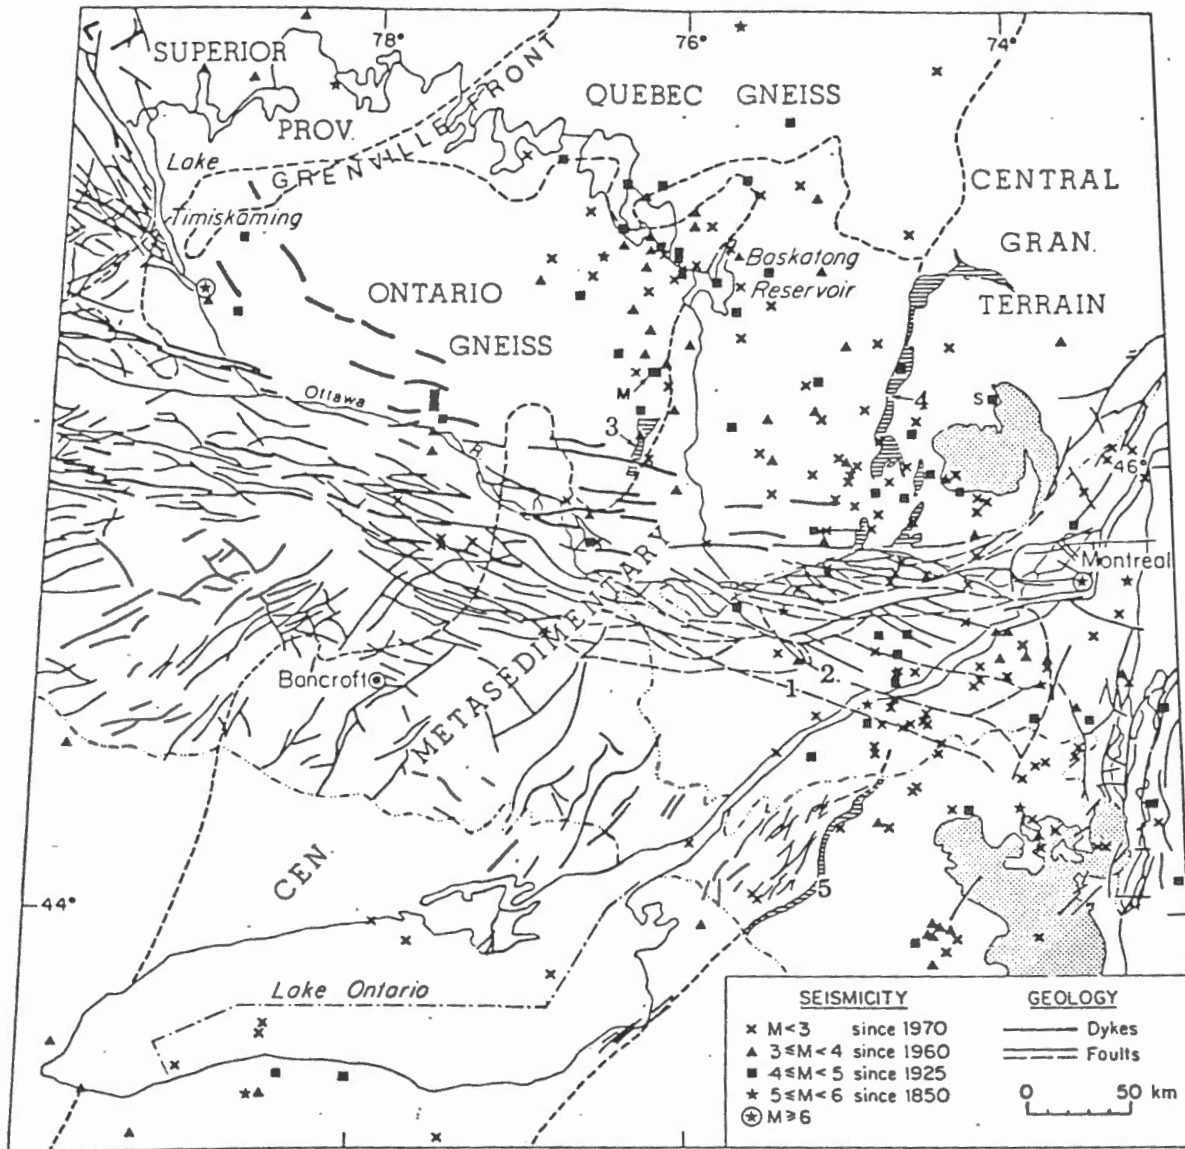 78°
76°
74°
SUPERIOR
PROV.
GRENVILLE FRONT
QUEBEC GNEISS
Lake
Timiskaming
CENTRAL
GRAN.
TERRAIN
Baskatong
Reservoir
ONTARIO
GNEISS
M
Ottawa
R.
3
4
S
46°
Montreal
Bancroft
CEN.
METASEDIMENTARY
1
2
5
44°
Lake Ontario
SEISMICITY
× M<3 since 1970
▲ 3≤M<4 since 1960
■ 4≤M<5 since 1925
★ 5≤M<6 since 1850
M≥6
GEOLOGY
Dykes
Faults
0 50 km